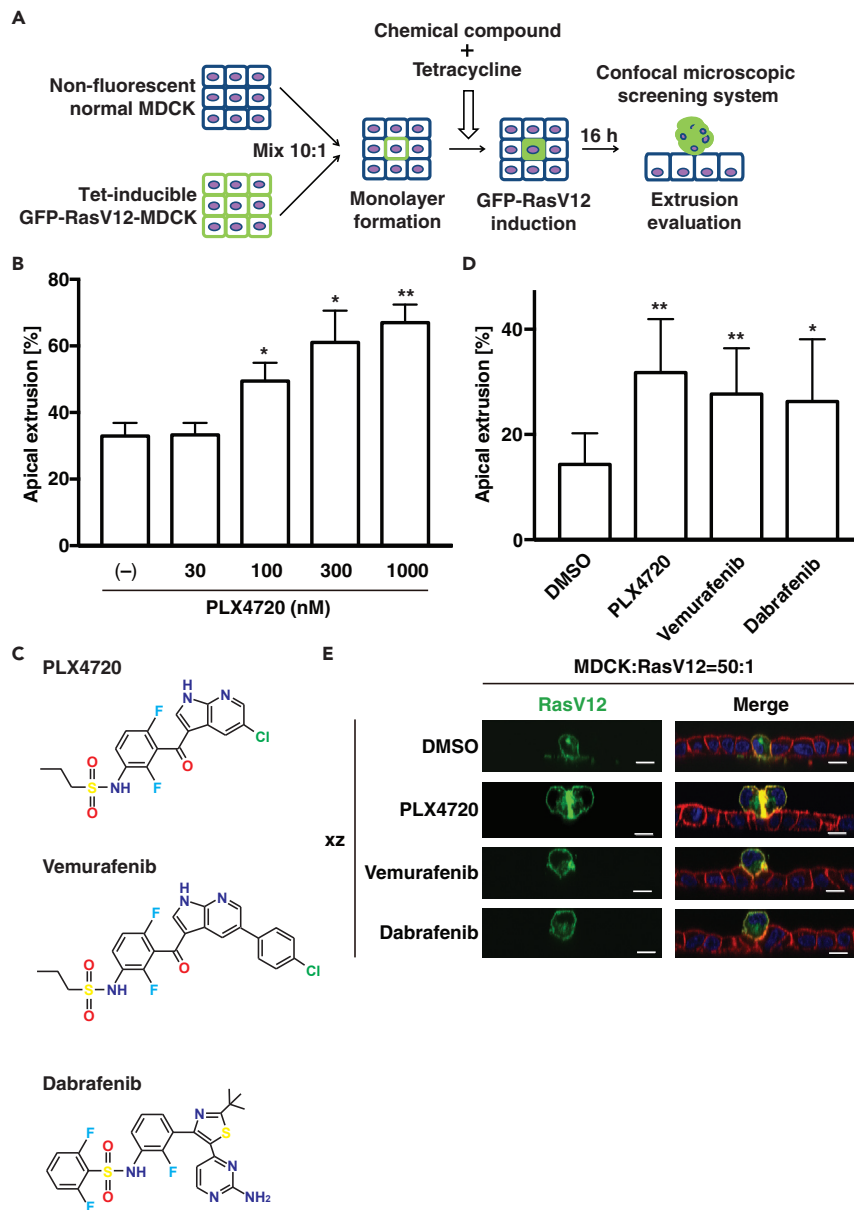 A
Non-fluorescent
normal MDCK
Tet-inducible
GFP-RasV12-MDCK
Mix 10:1
Chemical compound
+
Tetracycline
Monolayer
formation
GFP-RasV12
induction
16 h
Confocal microscopic
screening system
Extrusion
evaluation
B
Apical extrusion [%]
80
60
40
20
0
*
*
**
(–)
30
100
300
1000
PLX4720 (nM)
D
Apical extrusion [%]
40
20
0
**
**
*
DMSO
PLX4720
Vemurafenib
Dabrafenib
C
PLX4720
H
N
N
F
Cl
O
O
F
S
NH
O
Vemurafenib
H
N
N
F
O
O
F
Cl
S
NH
O
Dabrafenib
N
F
O
S
S
NH
F
N
O
F
N
NH2
E
MDCK:RasV12=50:1
RasV12
Merge
xz
DMSO
PLX4720
Vemurafenib
Dabrafenib